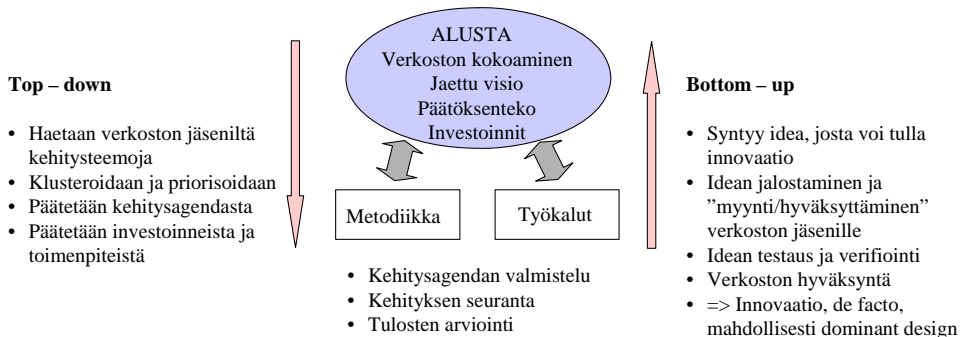 ALUSTA
Verkoston kokoaminen
Jaettu visio
Päätöksenteko
Investoinnit
Top – down
• Haetaan verkoston jäseniltä
kehitysteemoja
• Klusteroidaan ja priorisoidaan
• Päätetään kehitysagendasta
• Päätetään investoinneista ja
toimenpiteistä
Metodiikka
Työkalut
• Kehitysagendan valmistelu
• Kehityksen seuranta
• Tulosten arviointi
Bottom – up
• Syntyy idea, josta voi tulla
innovaatio
• Idean jalostaminen ja
”myynti/hyväksyttäminen”
verkoston jäsenille
• Idean testaus ja verifiointi
• Verkoston hyväksyntä
• => Innovaatio, de facto,
mahdollisesti dominant design